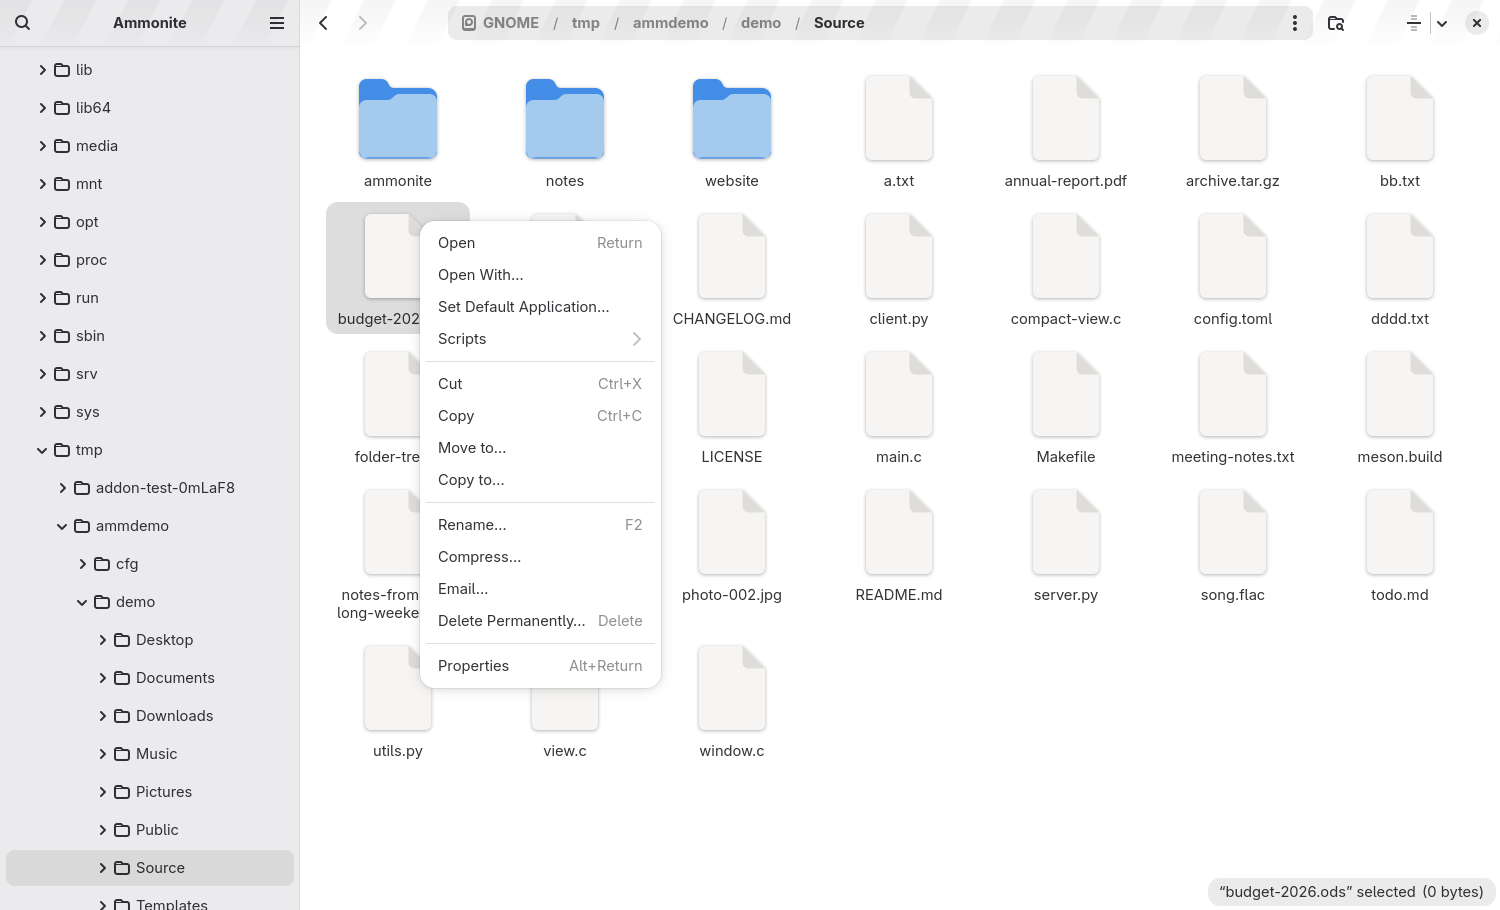 Ammonite
GNOME / tmp / ammdemo / demo / Source
lib
lib64
media
mnt
opt
proc
run
sbin
srv
sys
tmp
addon-test-0mLaF8
ammdemo
cfg
demo
Desktop
Documents
Downloads
Music
Pictures
Public
Source
Templates
ammonite
notes
website
a.txt
annual-report.pdf
archive.tar.gz
bb.txt
budget-202
CHANGELOG.md
client.py
compact-view.c
config.toml
dddd.txt
folder-tre
LICENSE
main.c
Makefile
meeting-notes.txt
meson.build
notes-from
long-weeke
photo-002.jpg
README.md
server.py
song.flac
todo.md
utils.py
view.c
window.c
Open Return
Open With...
Set Default Application...
Scripts
Cut Ctrl+X
Copy Ctrl+C
Move to...
Copy to...
Rename... F2
Compress...
Email...
Delete Permanently... Delete
Properties Alt+Return
“budget-2026.ods” selected (0 bytes)